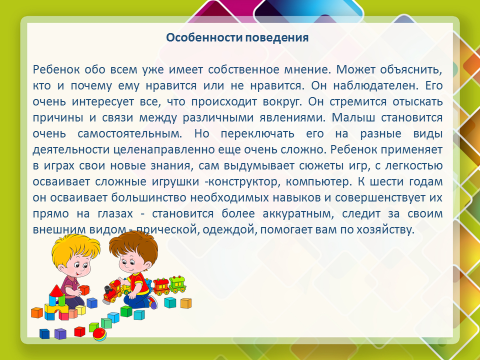 Особенности поведения
Ребенок обо всем уже имеет собственное мнение. Может объяснить,
кто и почему ему нравится или не нравится. Он наблюдателен. Его
очень интересует все, что происходит вокруг. Он стремится отыскать
причины и связи между различными явлениями. Малыш становится
очень самостоятельным. Но переключать его на разные виды
деятельности целенаправленно еще очень сложно. Ребенок применяет
в играх свои новые знания, сам выдумывает сюжеты игр, с легкостью
осваивает сложные игрушки -конструктор, компьютер. К шести годам
он осваивает большинство необходимых навыков и совершенствует их
прямо на глазах - становится более аккуратным, следит за своим
внешним видом - прической, одеждой, помогает вам по хозяйству.